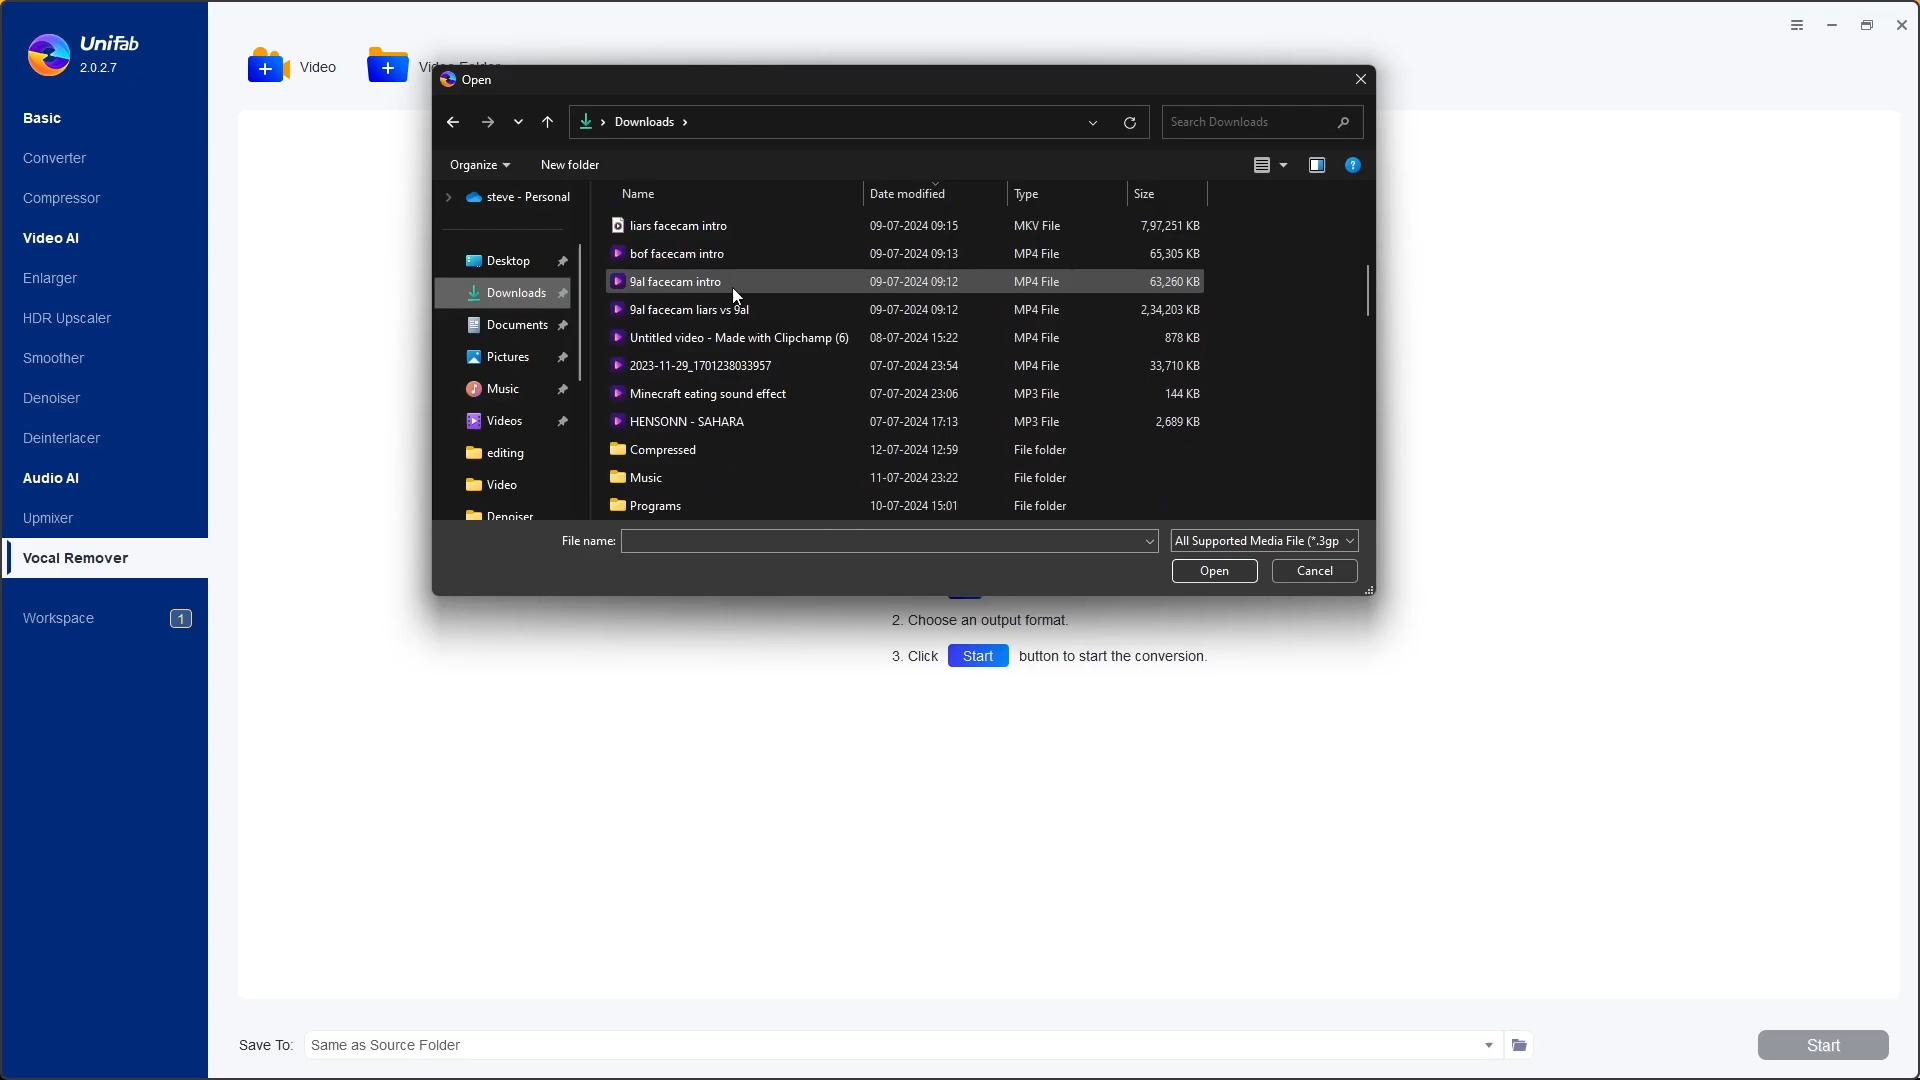 UniFab
2.0.2.7
Basic
Converter
Compressor
Video AI
Enlarger
HDR Upscaler
Smoother
Denoiser
Deinterlacer
Audio AI
Upmixer
Vocal Remover
Workspace 1
Video
Open
Downloads
Search Downloads
Organize New folder
steve - Personal
Desktop
Downloads
Documents
Pictures
Music
Videos
editing
Video
Denoiser
Name Date modified Type Size
liars facecam intro 09-07-2024 09:15 MKV File 7,97,251 KB
bof facecam intro 09-07-2024 09:13 MP4 File 65,305 KB
9al facecam intro 09-07-2024 09:12 MP4 File 63,260 KB
9al facecam liars vs 9al 09-07-2024 09:12 MP4 File 2,34,203 KB
Untitled video - Made with Clipchamp (6) 08-07-2024 15:22 MP4 File 878 KB
2023-11-29_1701238033957 07-07-2024 23:54 MP4 File 33,710 KB
Minecraft eating sound effect 07-07-2024 23:06 MP3 File 144 KB
HENSONN - SAHARA 07-07-2024 17:13 MP3 File 2,689 KB
Compressed 12-07-2024 12:59 File folder
Music 11-07-2024 23:22 File folder
Programs 10-07-2024 15:01 File folder
File name: All Supported Media File (*.3gp
Open Cancel
2. Choose an output format.
3. Click Start button to start the conversion.
Save To: Same as Source Folder
Start